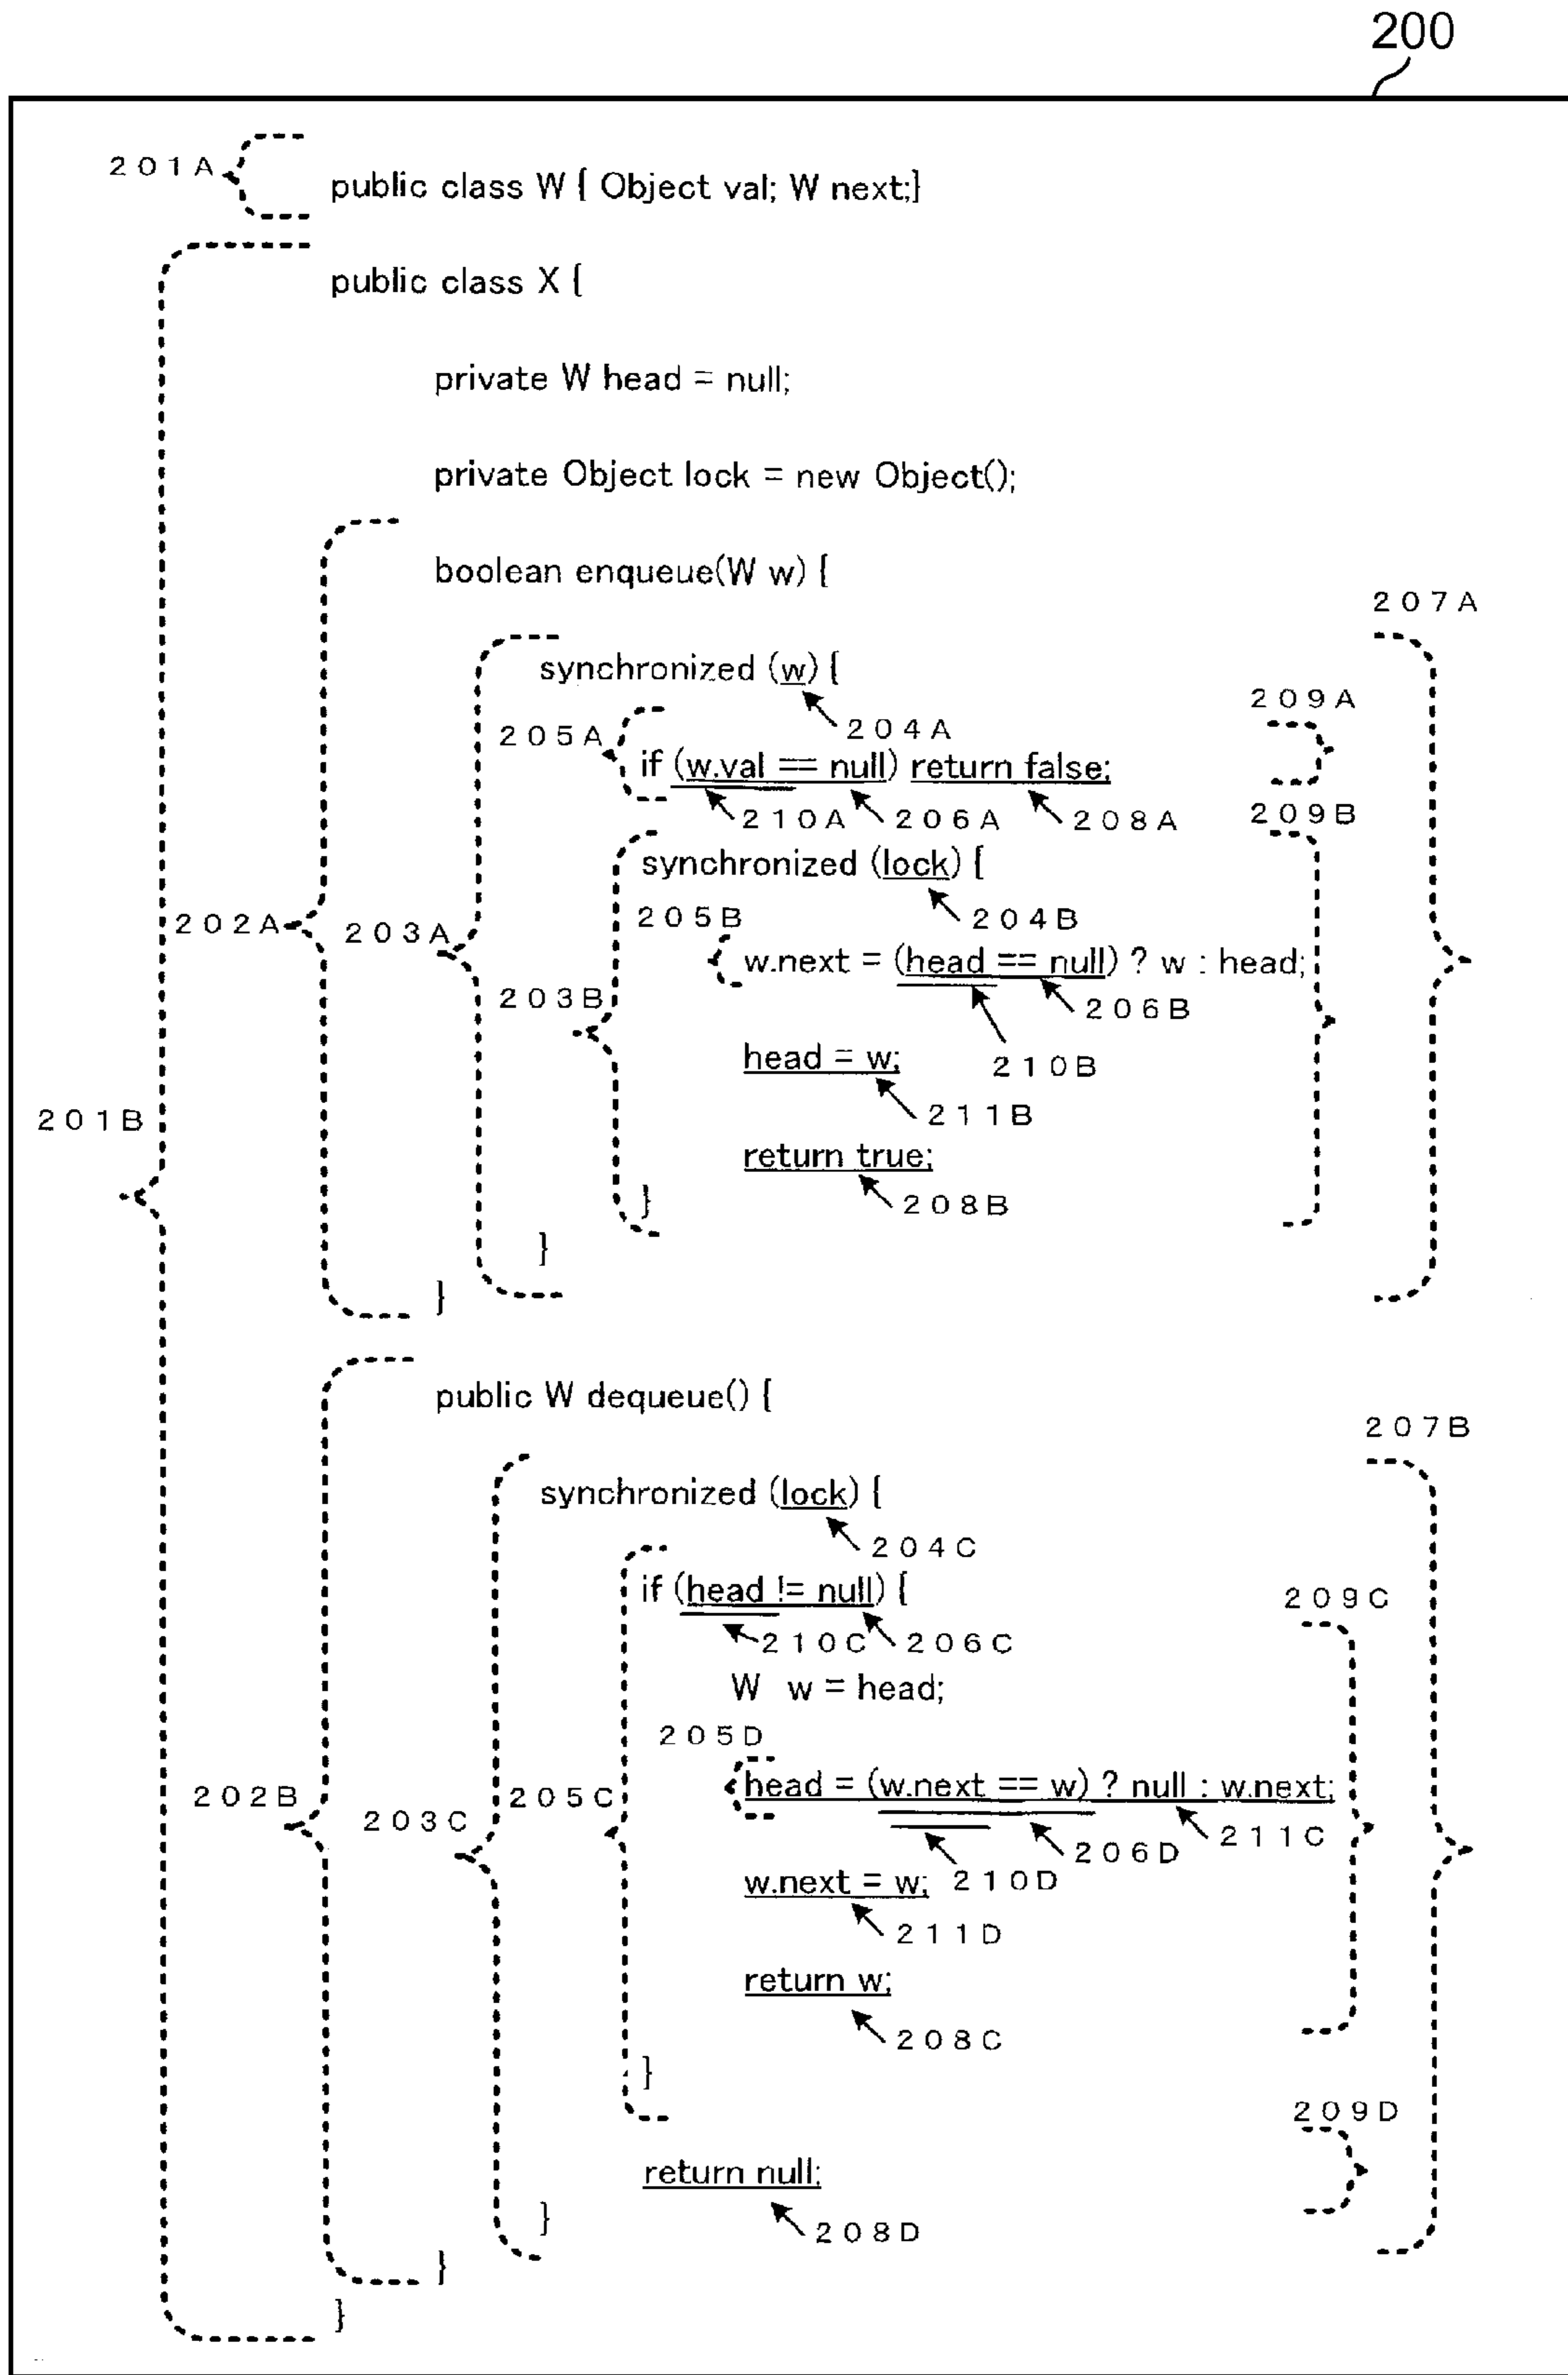 200
201A
public class W { Object val; W next;}
public class X {
private W head = null;
private Object lock = new Object();
boolean enqueue(W w) {
207A
synchronized (w) {
209A
205A
204A
if (w.val == null) return false;
210A 206A 208A 209B
synchronized (lock) {
205B 204B
202A 203A
w.next = (head == null) ? w : head;
203B 206B
head = w; 210B
201B 211B
return true;
208B
}
}
}
public W dequeue() {
207B
synchronized (lock) {
204C
if (head != null) { 209C
210C 206C
W w = head;
205D
head = (w.next == w) ? null : w.next;
202B 205C
203C 211C
206D
w.next = w; 210D
211D
return w;
208C
}
209D
return null;
}
208D
}
}